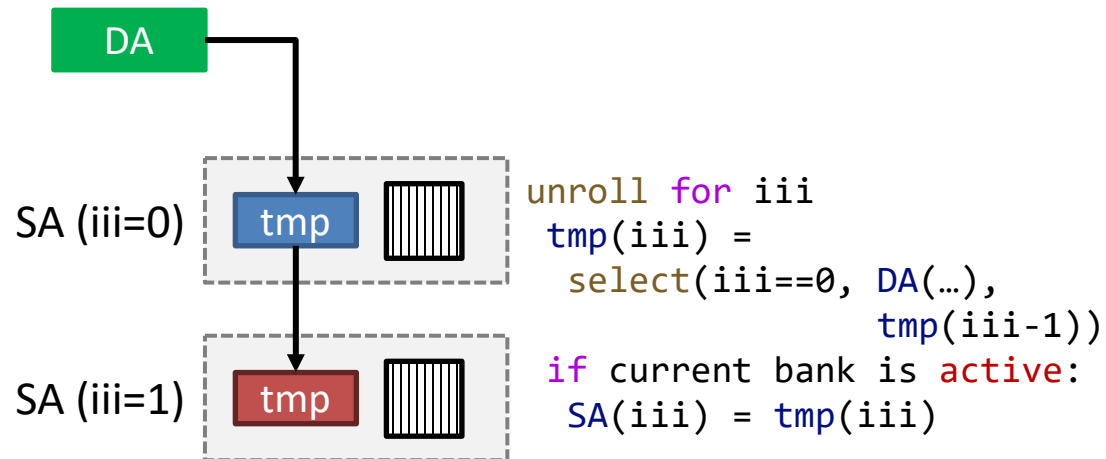 DA
SA (iii=0)
tmp
SA (iii=1)
tmp
unroll for iii
tmp(iii) =
select(iii==0, DA(…),
tmp(iii-1))
if current bank is active:
SA(iii) = tmp(iii)